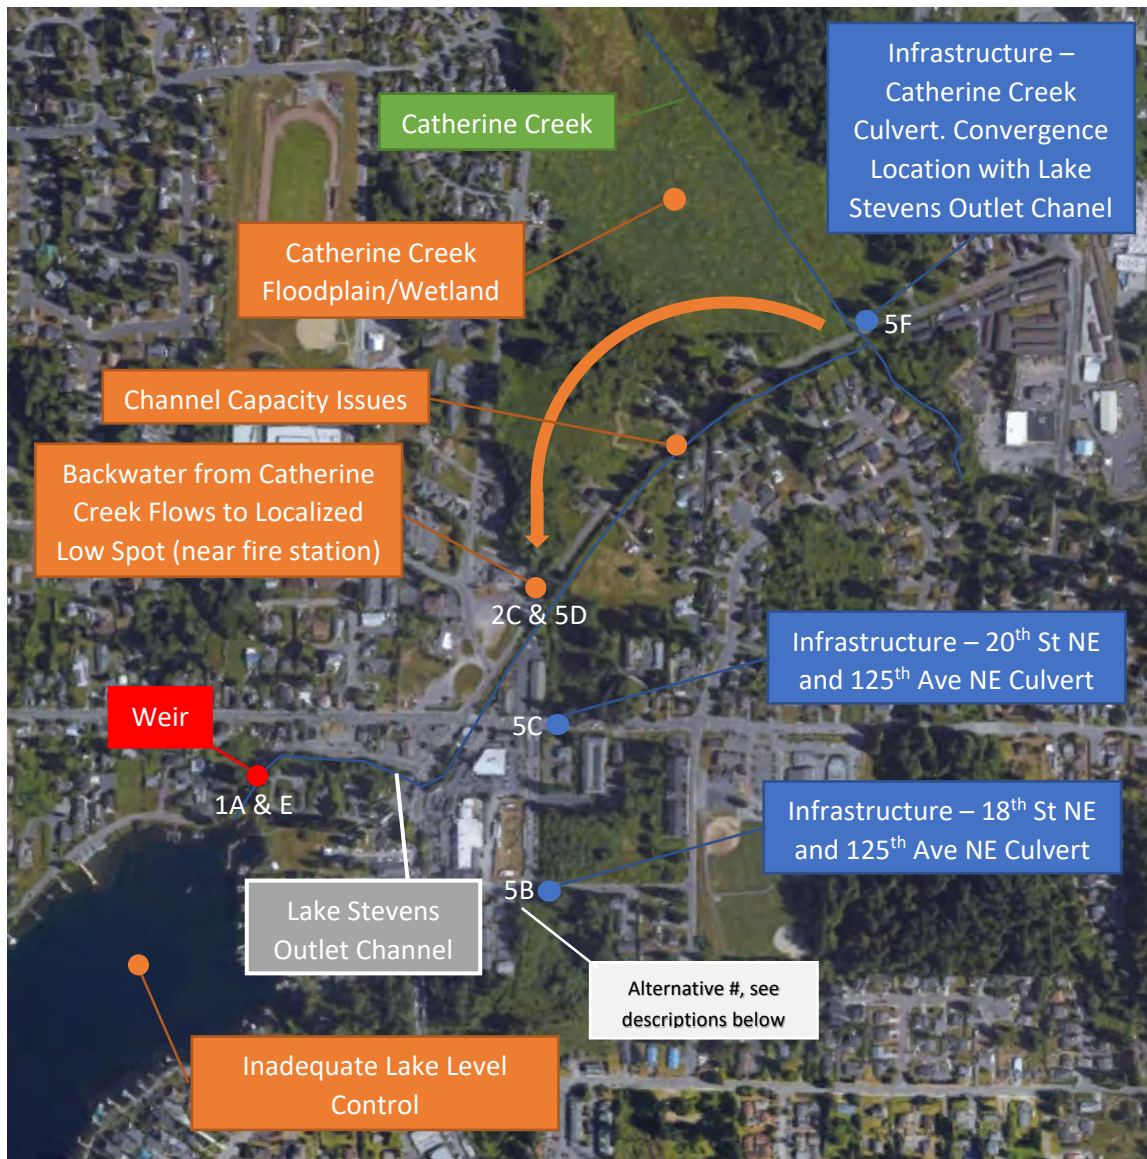 Infrastructure –
Catherine Creek
Culvert. Convergence
Location with Lake
Stevens Outlet Chanel
Catherine Creek
Catherine Creek
Floodplain/Wetland
5F
Channel Capacity Issues
Backwater from Catherine
Creek Flows to Localized
Low Spot (near fire station)
2C & 5D
Infrastructure – 20th St NE
and 125th Ave NE Culvert
Weir
5C
1A & E
Infrastructure – 18th St NE
and 125th Ave NE Culvert
5B
Lake Stevens
Outlet Channel
Alternative #, see
descriptions below
Inadequate Lake Level
Control